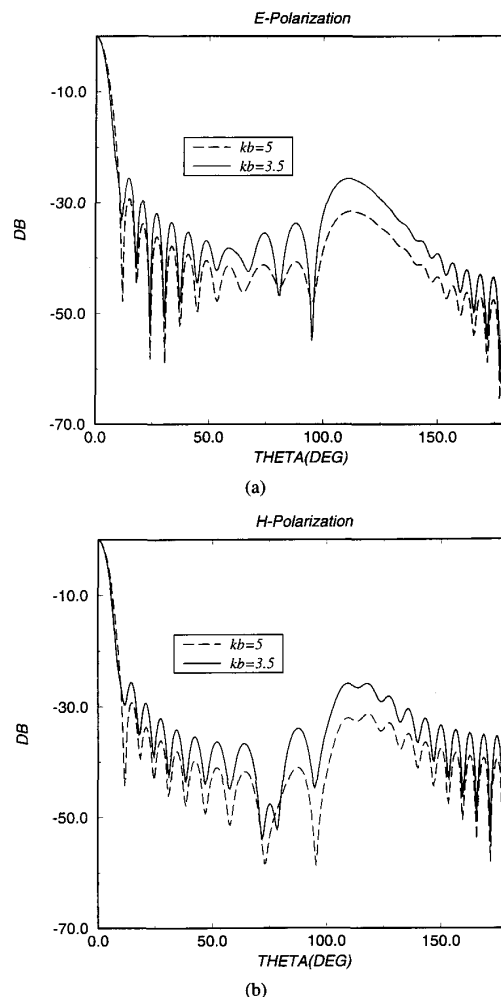 E-Polarization
-10.0
kb=5
kb=3.5
DB
-30.0
-50.0
-70.0
0.0 50.0 100.0 150.0
THETA(DEG)
(a)
H-Polarization
-10.0
kb=5
kb=3.5
DB
-30.0
-50.0
-70.0
0.0 50.0 100.0 150.0
THETA(DEG)
(b)